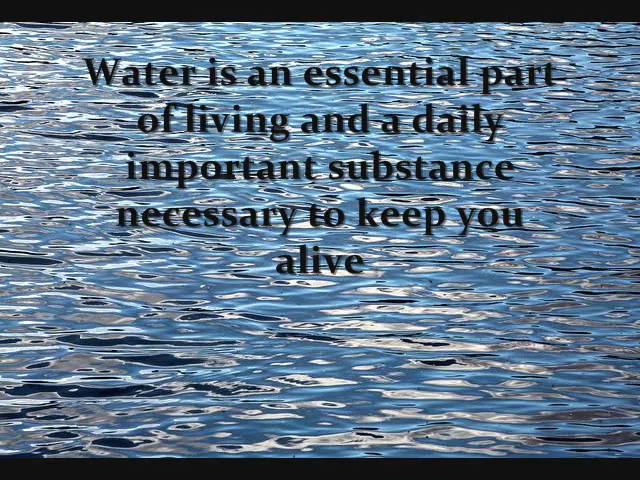 Water is an essential part
of living and a daily
important substance
necessary to keep you
alive